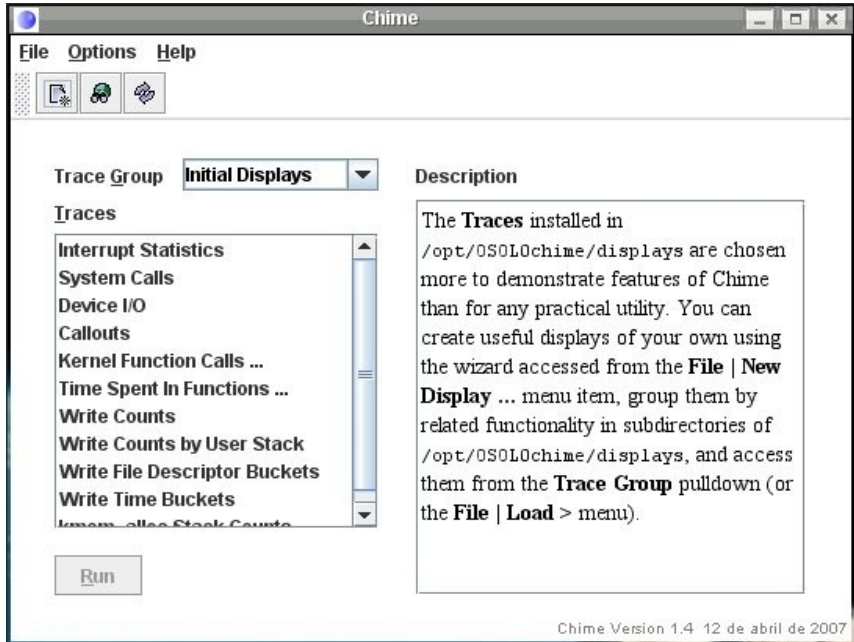 Chime
File Options Help
Trace Group Initial Displays
Traces
Interrupt Statistics
System Calls
Device I/O
Callouts
Kernel Function Calls ...
Time Spent In Functions ...
Write Counts
Write Counts by User Stack
Write File Descriptor Buckets
Write Time Buckets
kmem_alloc Stack Counts
Run
Description
The Traces installed in
/opt/OSOLOchime/displays are chosen
more to demonstrate features of Chime
than for any practical utility. You can
create useful displays of your own using
the wizard accessed from the File | New
Display ... menu item, group them by
related functionality in subdirectories of
/opt/OSOLOchime/displays, and access
them from the Trace Group pulldown (or
the File | Load > menu).
Chime Version 1.4 12 de abril de 2007